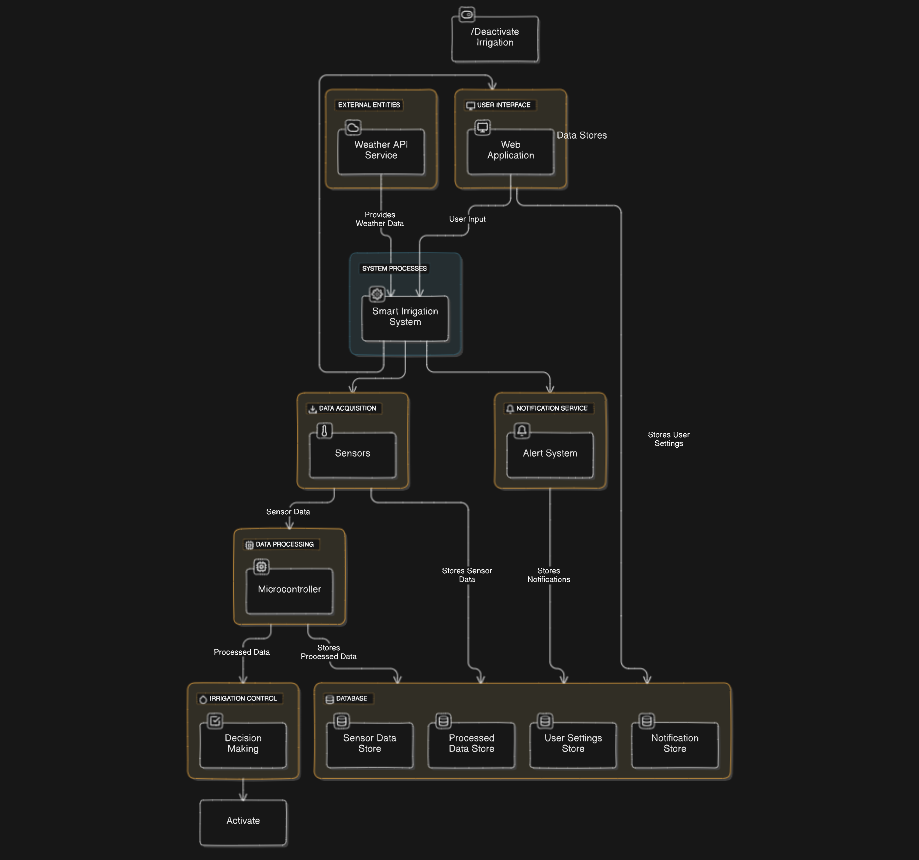 /Deactivate
Irrigation
EXTERNAL ENTITIES
USER INTERFACE
Weather API
Service
Web
Application
Data Stores
Provides
Weather Data
User Input
SYSTEM PROCESSES
Smart Irrigation
System
DATA ACQUISITION
NOTIFICATION SERVICE
Sensors
Alert System
Stores User
Settings
Sensor Data
DATA PROCESSING
Microcontroller
Stores Sensor
Data
Stores
Notifications
Processed Data
Stores
Processed Data
IRRIGATION CONTROL
DATABASE
Decision
Making
Sensor Data
Store
Processed
Data Store
User Settings
Store
Notification
Store
Activate